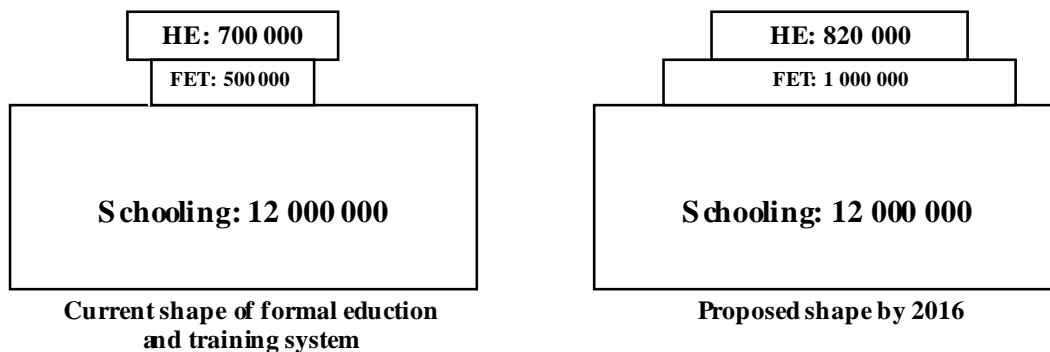 HE: 700 000
FET: 500 000
Schooling: 12 000 000
Current shape of formal eduction
and training system
HE: 820 000
FET: 1 000 000
Schooling: 12 000 000
Proposed shape by 2016